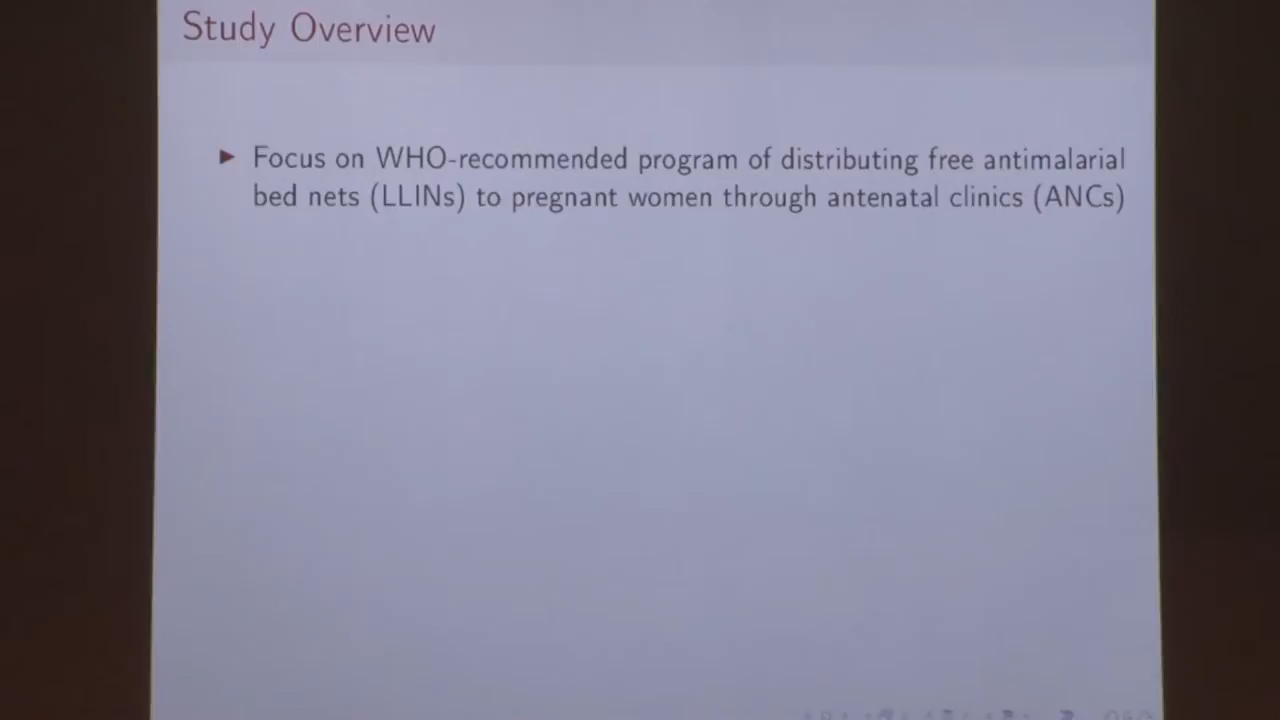 Study Overview
▶ Focus on WHO-recommended program of distributing free antimalarial
bed nets (LLINs) to pregnant women through antenatal clinics (ANCs)